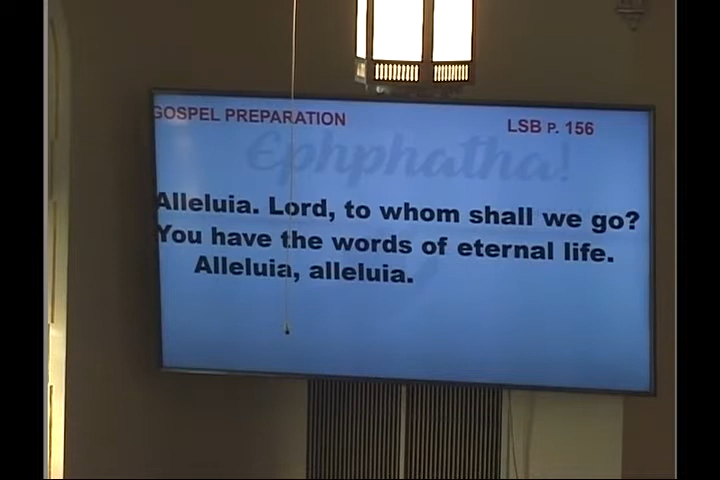 GOSPEL PREPARATION LSB P. 156
Ephphatha!
Alleluia. Lord, to whom shall we go?
You have the words of eternal life.
Alleluia, alleluia.